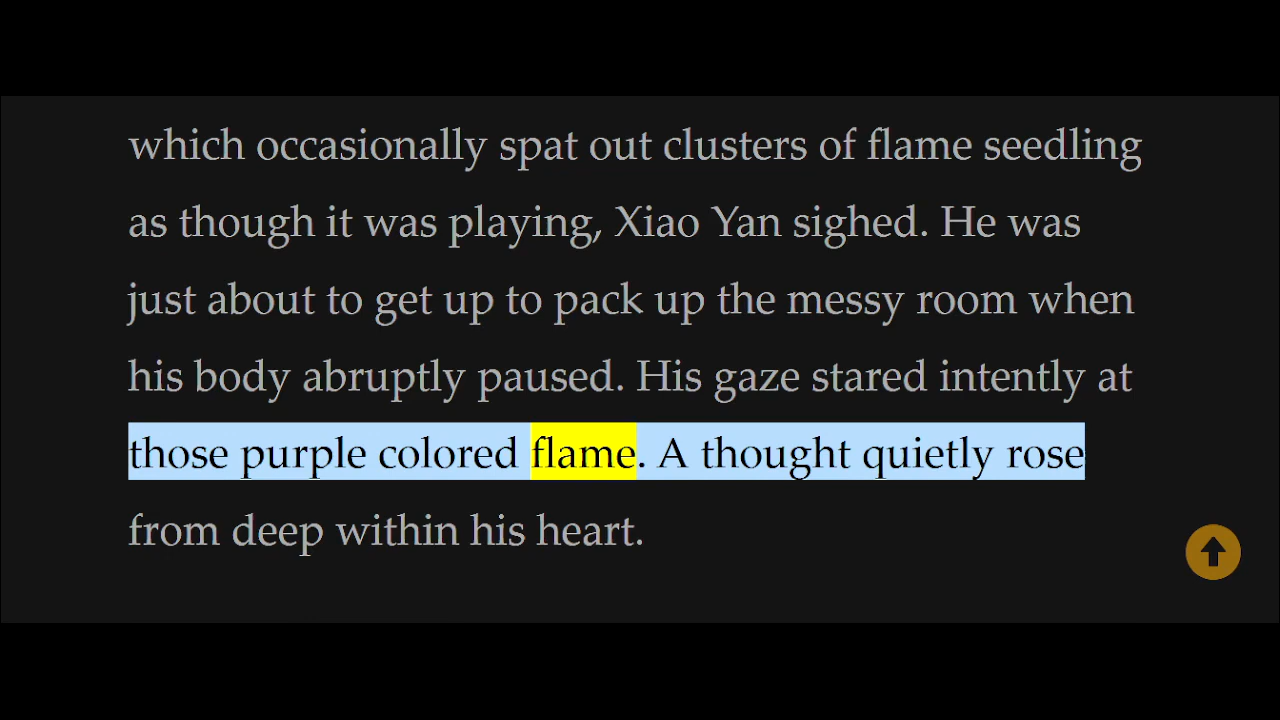 which occasionally spat out clusters of flame seedling
as though it was playing, Xiao Yan sighed. He was
just about to get up to pack up the messy room when
his body abruptly paused. His gaze stared intently at
those purple colored flame. A thought quietly rose
from deep within his heart.